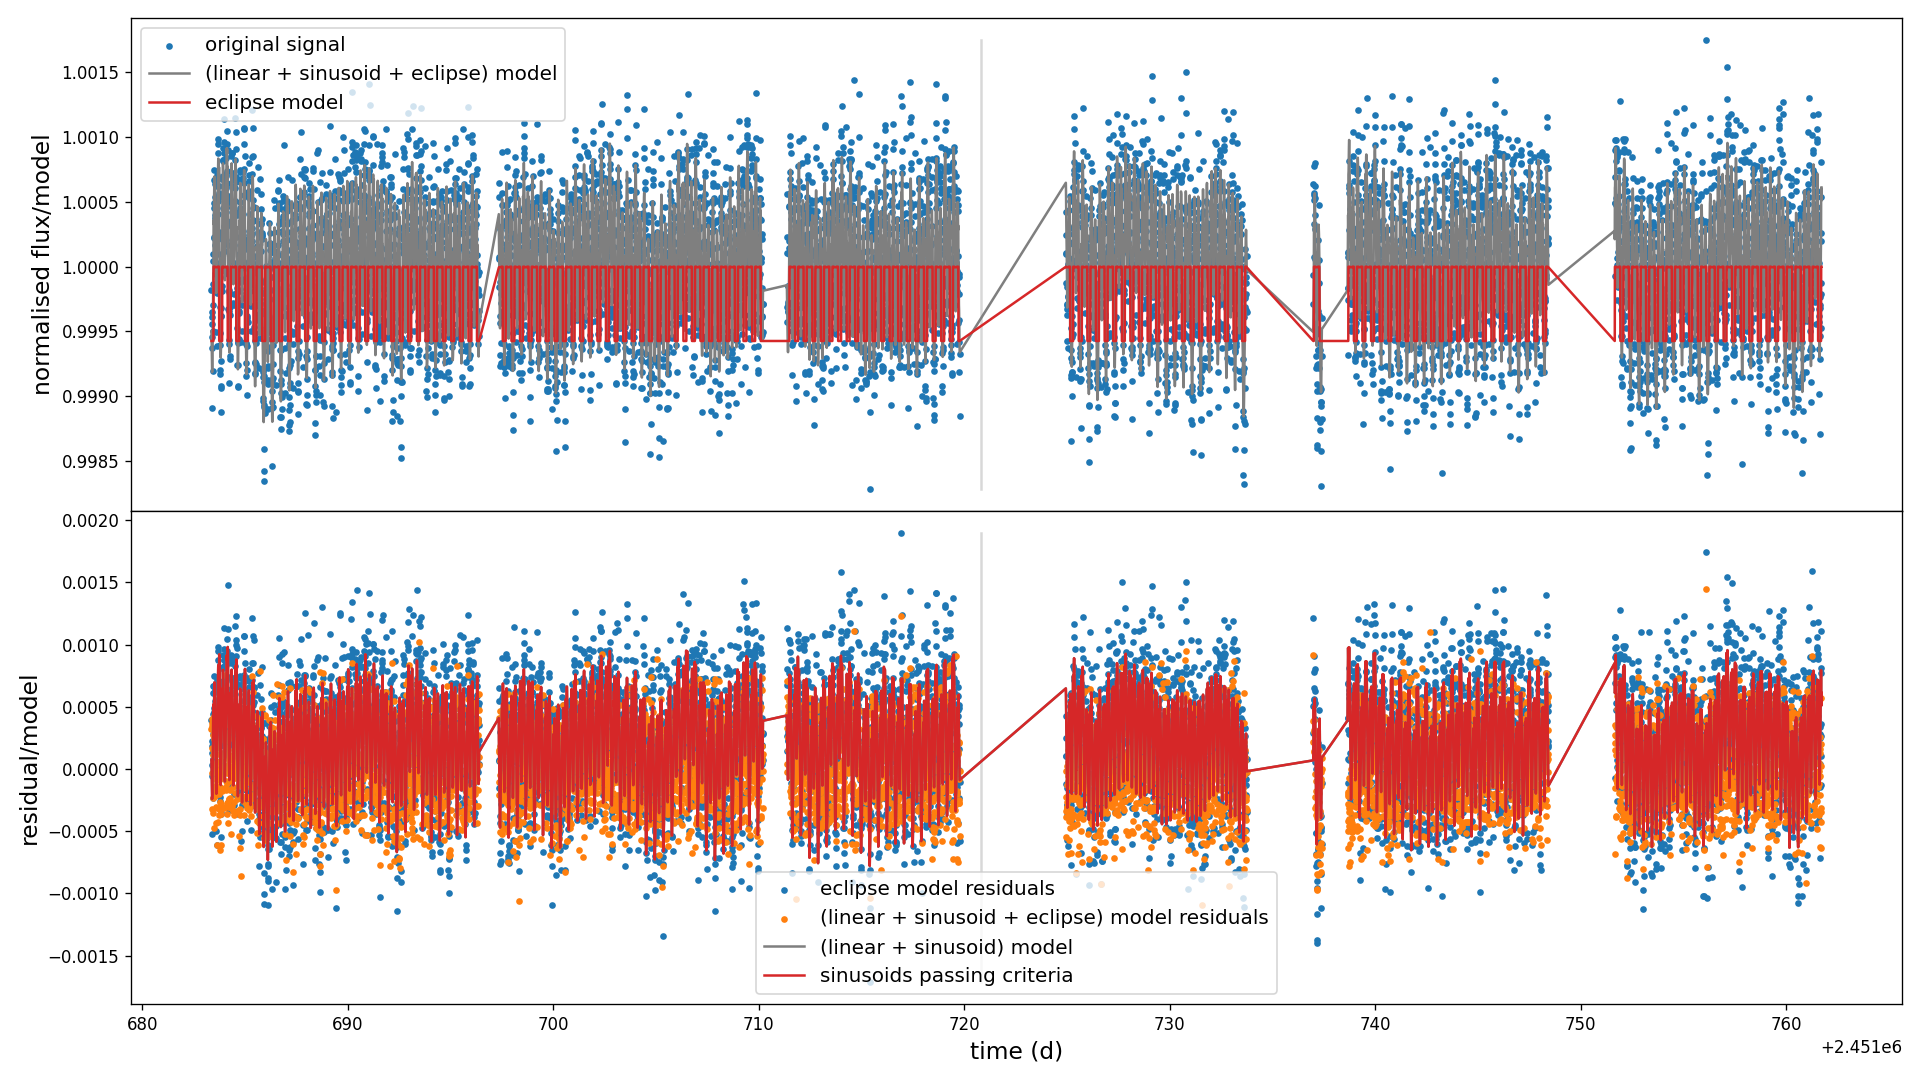 original signal
(linear + sinusoid + eclipse) model
eclipse model
normalised flux/model
1.0015
1.0010
1.0005
1.0000
0.9995
0.9990
0.9985
residual/model
0.0020
0.0015
0.0010
0.0005
0.0000
−0.0005
−0.0010
−0.0015
eclipse model residuals
(linear + sinusoid + eclipse) model residuals
(linear + sinusoid) model
sinusoids passing criteria
680 690 700 710 720 730 740 750 760
time (d)
+2.451e6